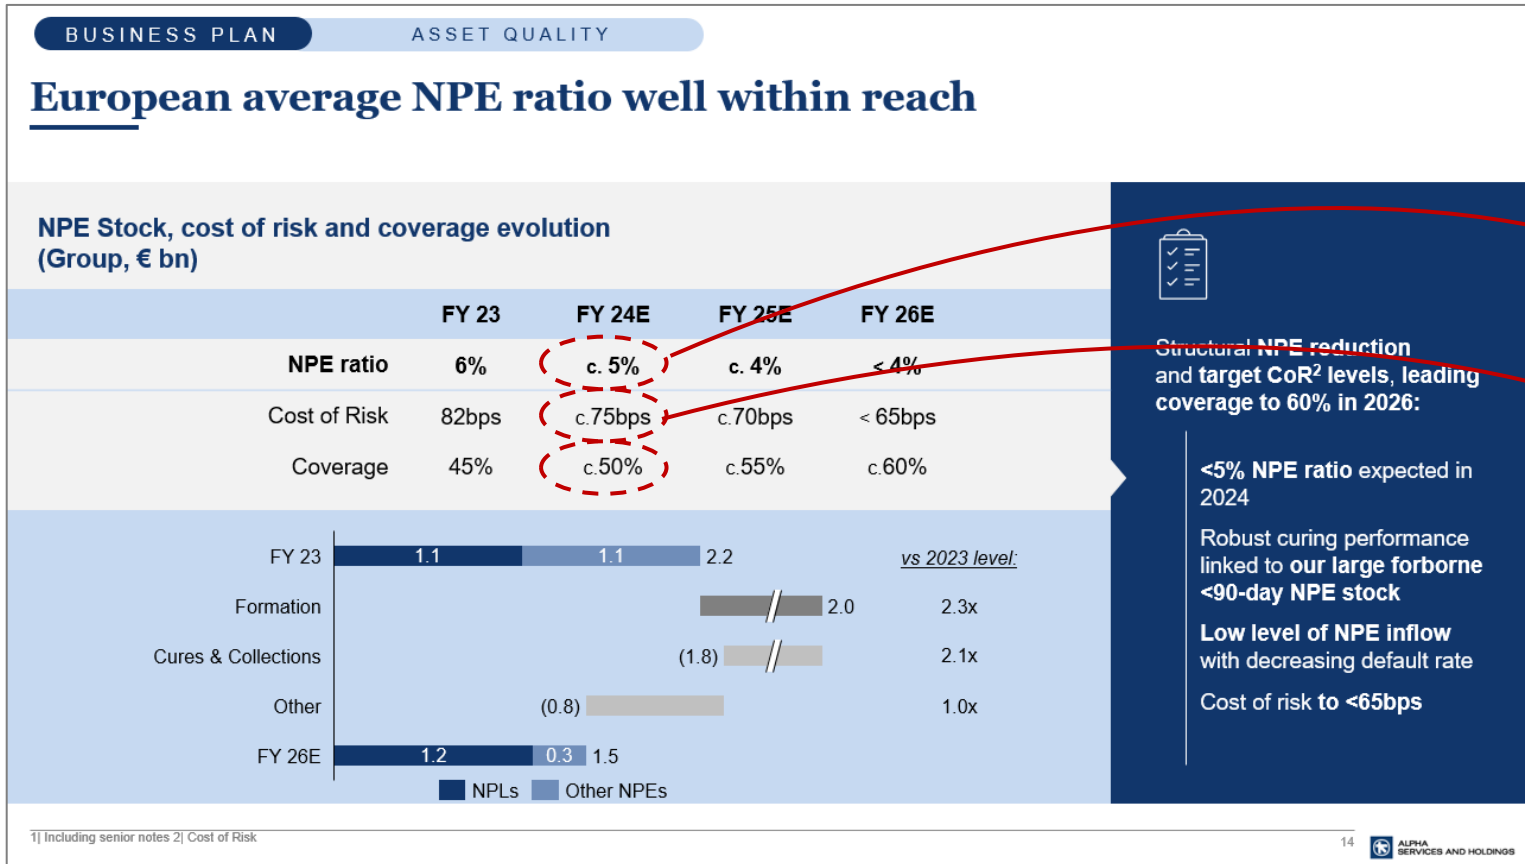 BUSINESS PLAN
ASSET QUALITY
European average NPE ratio well within reach
NPE Stock, cost of risk and coverage evolution
(Group, € bn)
FY 23 FY 24E FY 25E FY 26E
NPE ratio 6% c. 5% c. 4% < 4%
Cost of Risk 82bps c.75bps c.70bps < 65bps
Coverage 45% c.50% c.55% c.60%
FY 23 1.1 1.1 2.2 vs 2023 level:
Formation 2.0 2.3x
Cures & Collections (1.8) 2.1x
Other (0.8) 1.0x
FY 26E 1.2 0.3 1.5
NPLs Other NPEs
Structural NPE reduction
and target CoR² levels, leading
coverage to 60% in 2026:
<5% NPE ratio expected in
2024
Robust curing performance
linked to our large forborne
<90-day NPE stock
Low level of NPE inflow
with decreasing default rate
Cost of risk to <65bps
1| Including senior notes 2| Cost of Risk
14
ALPHA
SERVICES AND HOLDINGS